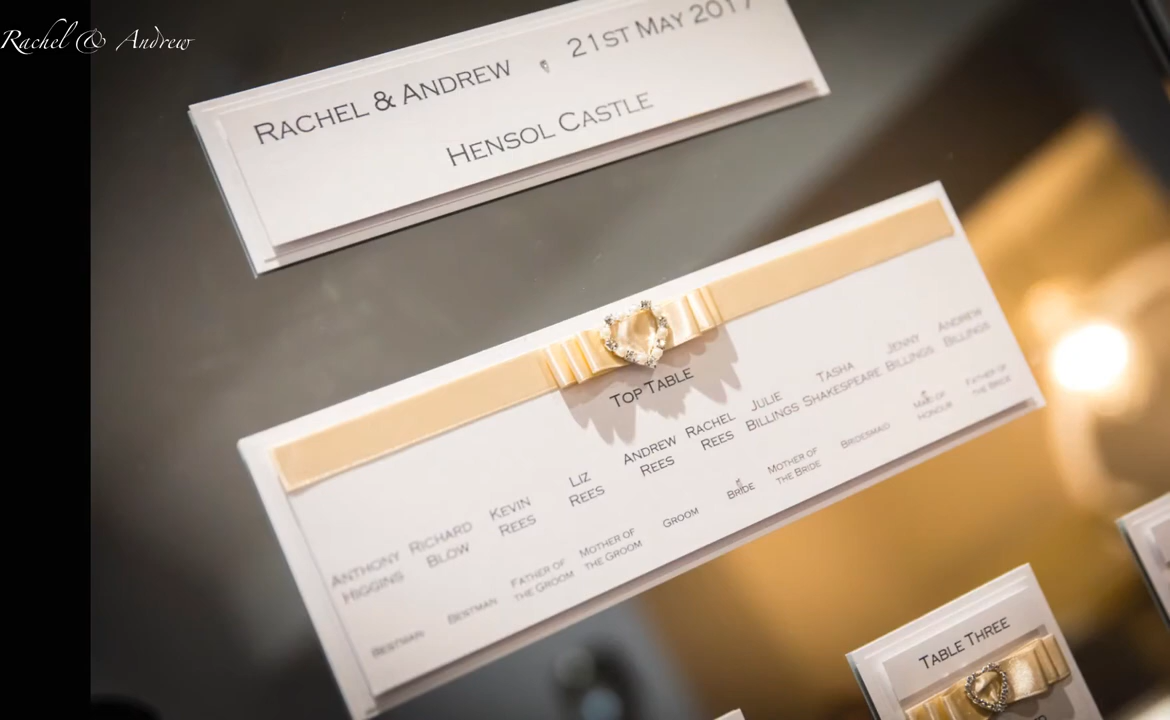 Rachel & Andrew
RACHEL & ANDREW 21ST MAY 2017
HENSOL CASTLE
TOP TABLE
ANTHONY HIGGINS
RICHARD BLOW
KEVIN REES
LIZ REES
ANDREW REES
RACHEL REES
JULIE BILLINGS
TASHA SHAKESPEARE
JENNY BILLINGS
ANDREW BILLINGS
BESTMAN
BESTMAN
FATHER OF THE GROOM
MOTHER OF THE GROOM
GROOM
BRIDE
MOTHER OF THE BRIDE
BRIDESMAID
MAID OF HONOUR
FATHER OF THE BRIDE
TABLE THREE